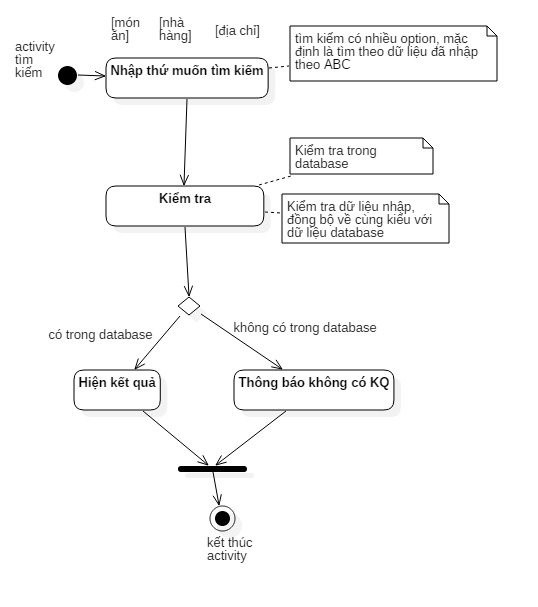 [món
ăn]
[nhà
hàng]
[địa chỉ]
activity
tìm
kiếm
tìm kiếm có nhiều option, mặc
định là tìm theo dữ liệu đã nhập
theo ABC
Nhập thứ muốn tìm kiếm
Kiểm tra trong
database
Kiểm tra
Kiểm tra dữ liệu nhập,
đồng bộ về cùng kiểu với
dữ liệu database
có trong database
không có trong database
Hiện kết quả
Thông báo không có KQ
kết thúc
activity